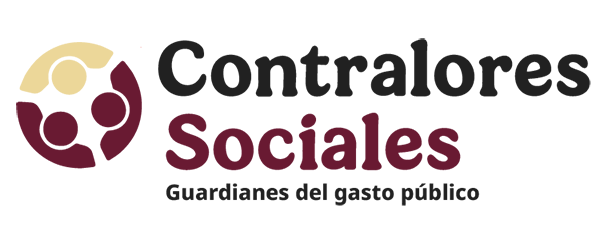 Contralores
Sociales
Guardianes del gasto público